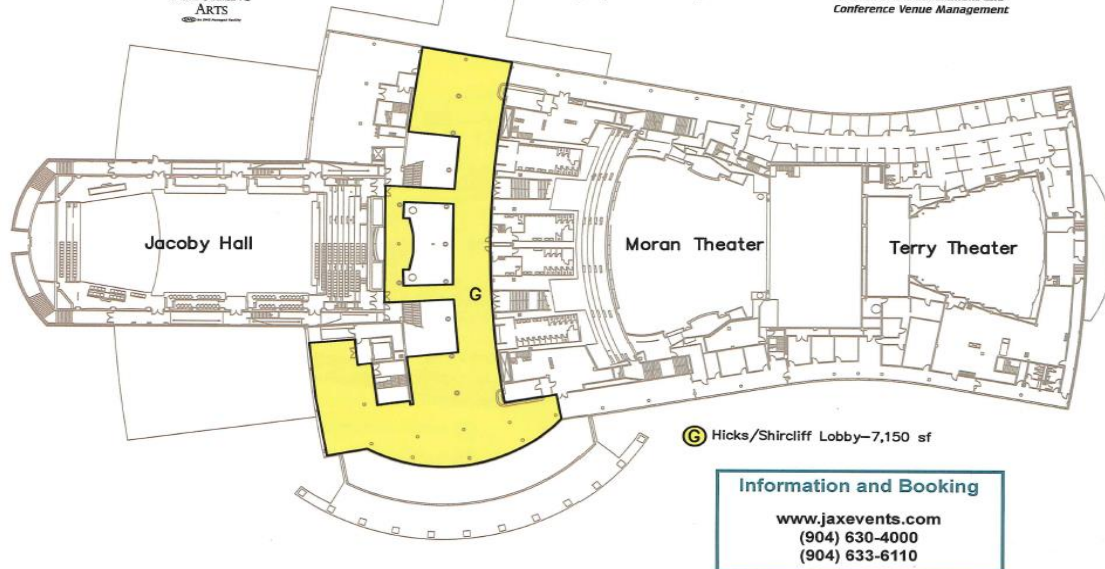 ARTS
Conference Venue Management
Jacoby Hall
Moran Theater
Terry Theater
G
G Hicks/Shircliff Lobby-7,150 sf
Information and Booking
www.jaxevents.com
(904) 630-4000
(904) 633-6110